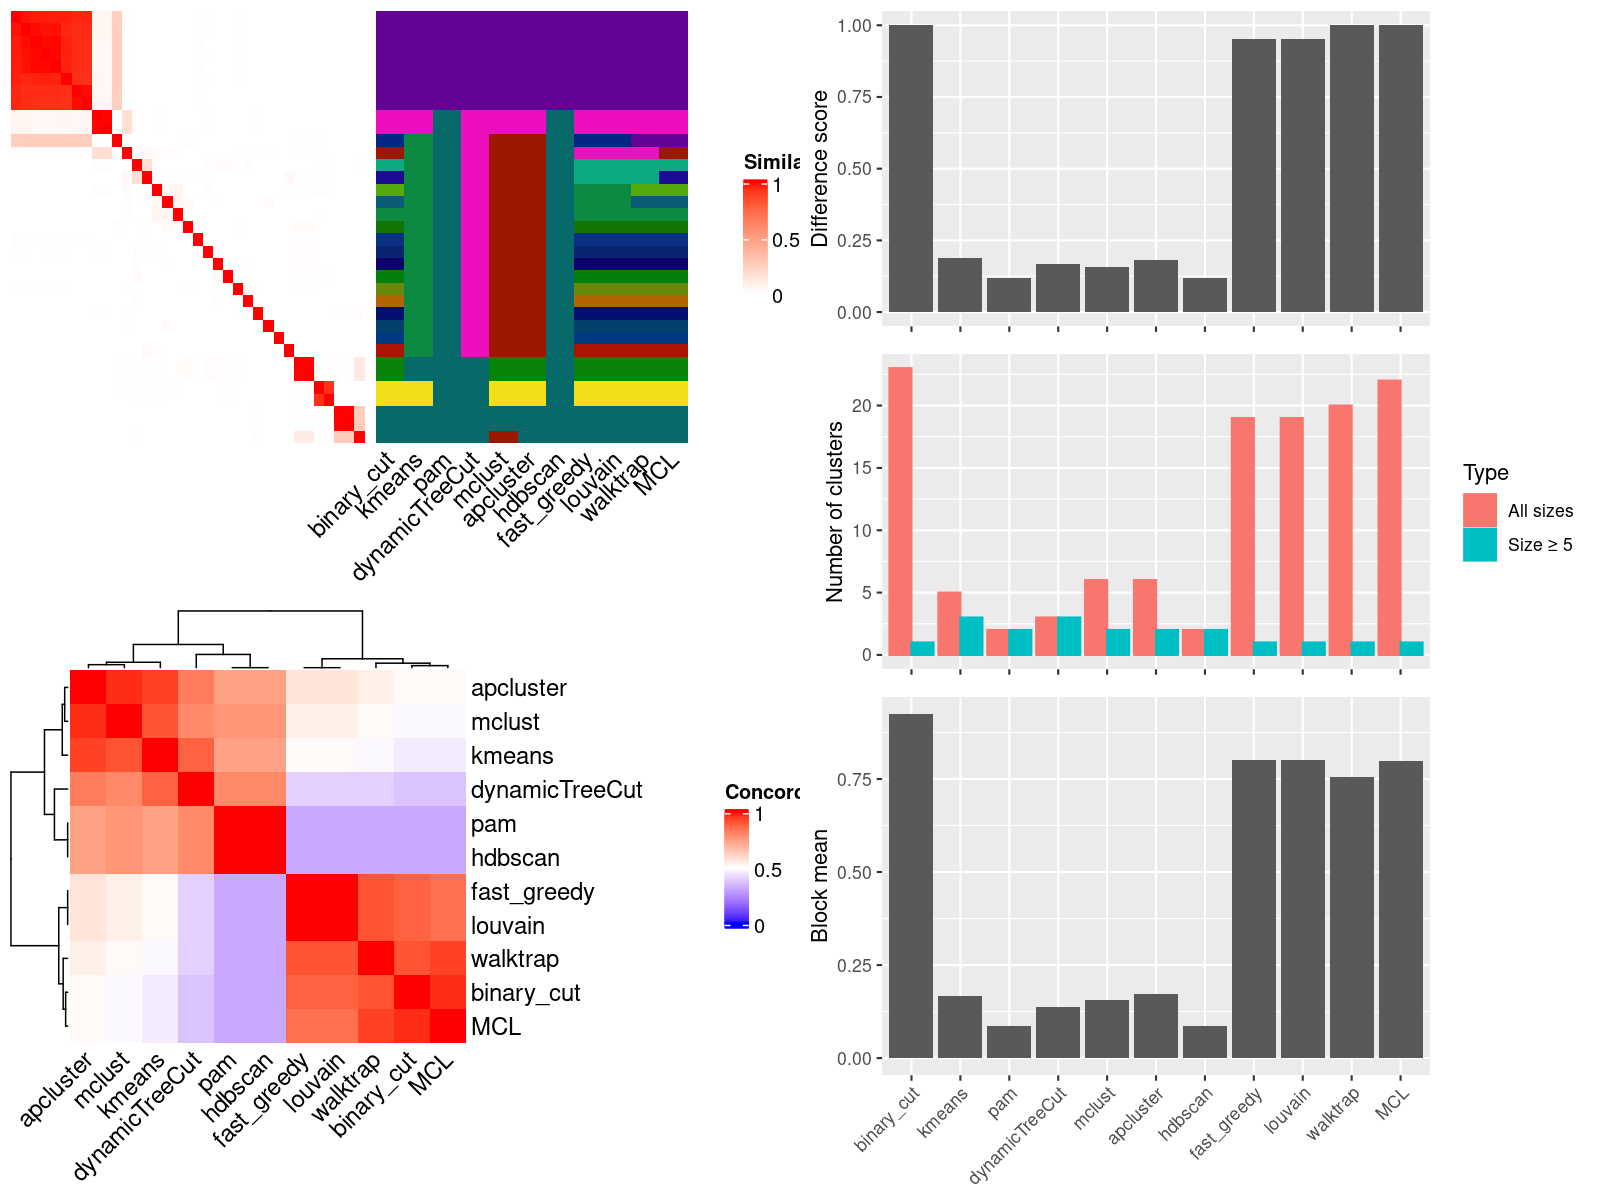 Simila
1
0.5
0
binary_cut
kmeans
pam
dynamicTreeCut
mclust
apcluster
hdbscan
fast_greedy
louvain
walktrap
MCL
apcluster
mclust
kmeans
dynamicTreeCut
pam
hdbscan
fast_greedy
louvain
walktrap
binary_cut
MCL
Concord
1
0.5
0
apcluster
mclust
kmeans
dynamicTreeCut
pam
hdbscan
fast_greedy
louvain
walktrap
binary_cut
MCL
Difference score
1.00
0.75
0.50
0.25
0.00
Number of clusters
20
15
10
5
0
Type
All sizes
Size ≥ 5
Block mean
0.75
0.50
0.25
0.00
binary_cut
kmeans
pam
dynamicTreeCut
mclust
apcluster
hdbscan
fast_greedy
louvain
walktrap
MCL